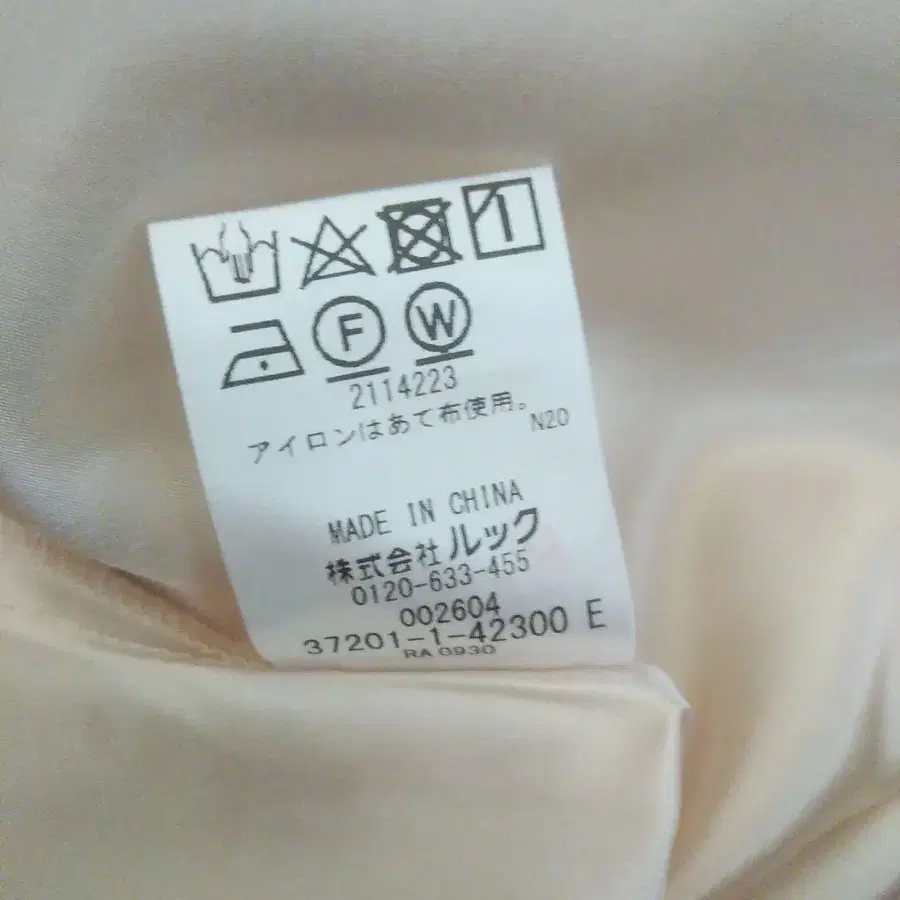 F W
2114223
アイロンはあて布使用。
N20
MADE IN CHINA
株式会社ルック
0120-633-455
002604
37201-1-42300 E
RA 0930